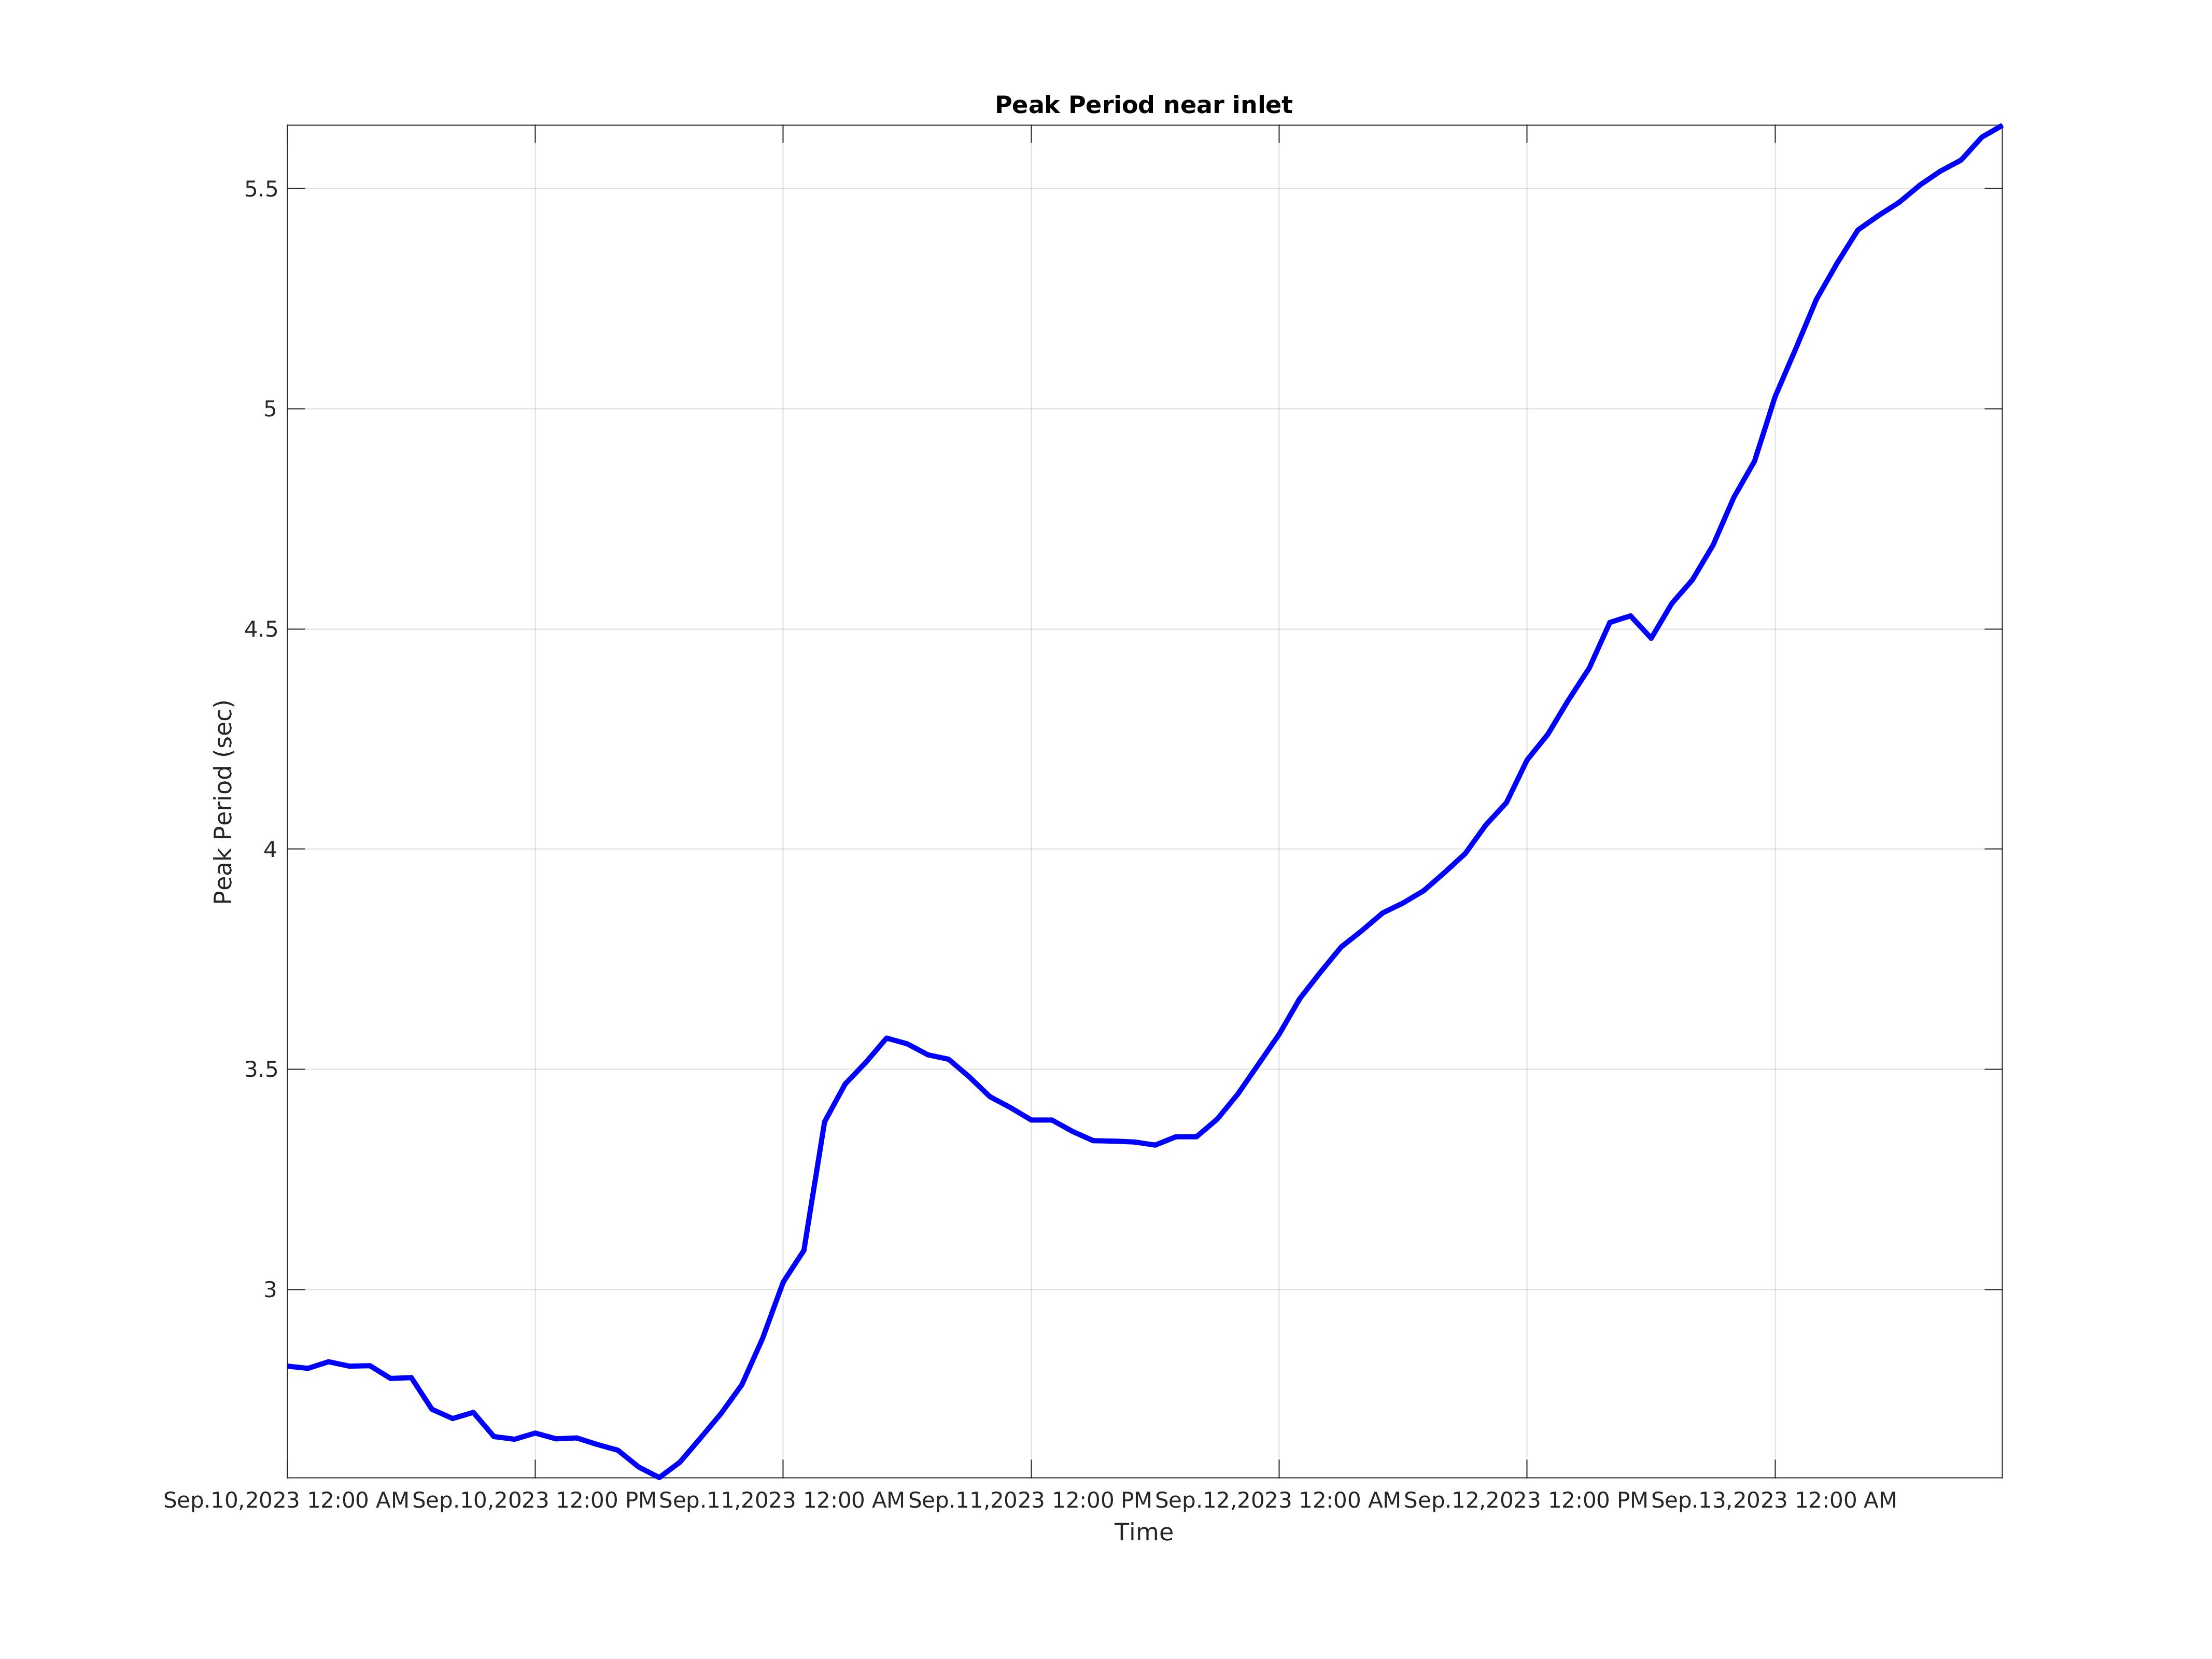 Peak Period near inlet
5.5
5
4.5
4
3.5
3
Peak Period (sec)
Sep.10,2023 12:00 AM Sep.10,2023 12:00 PM Sep.11,2023 12:00 AM Sep.11,2023 12:00 PM Sep.12,2023 12:00 AM Sep.12,2023 12:00 PM Sep.13,2023 12:00 AM
Time